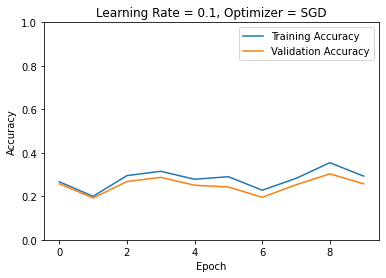 Learning Rate = 0.1, Optimizer = SGD
Training Accuracy
Validation Accuracy
1.0
0.8
0.6
0.4
0.2
0.0
Accuracy
0 2 4 6 8
Epoch